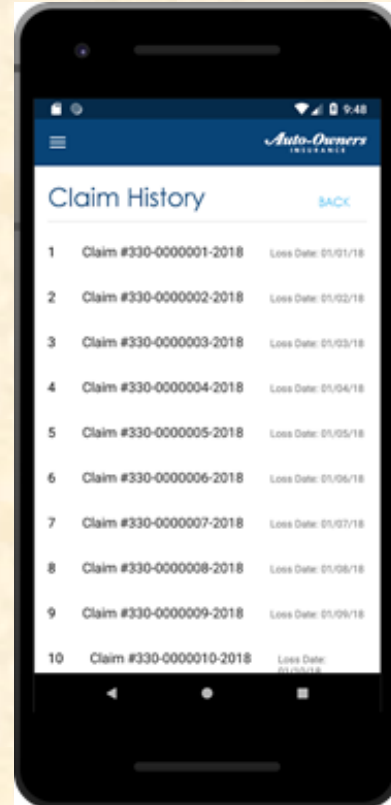 9:48
Auto-Owners
INSURANCE
Claim History BACK
1 Claim #330-0000001-2018 Loss Date: 01/01/18
2 Claim #330-0000002-2018 Loss Date: 01/02/18
3 Claim #330-0000003-2018 Loss Date: 01/03/18
4 Claim #330-0000004-2018 Loss Date: 01/04/18
5 Claim #330-0000005-2018 Loss Date: 01/05/18
6 Claim #330-0000006-2018 Loss Date: 01/06/18
7 Claim #330-0000007-2018 Loss Date: 01/07/18
8 Claim #330-0000008-2018 Loss Date: 01/08/18
9 Claim #330-0000009-2018 Loss Date: 01/09/18
10 Claim #330-0000010-2018 Loss Date:
01/10/18